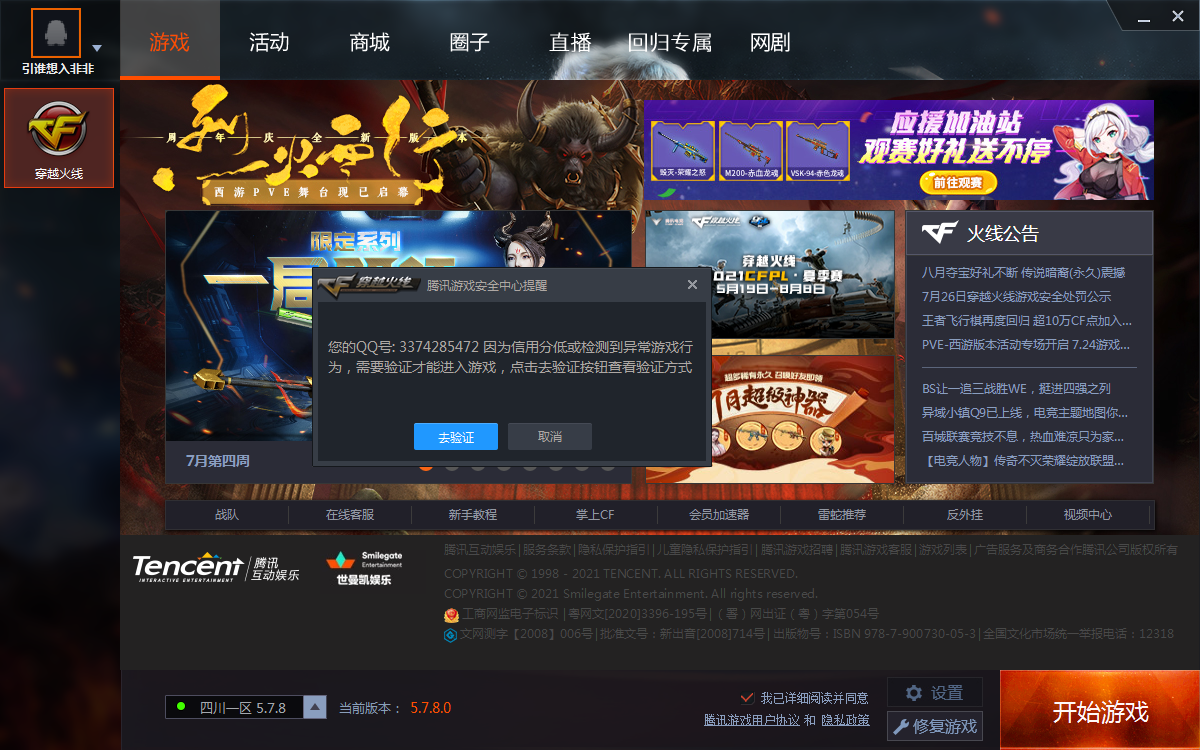 游戏
活动
商城
圈子
直播
回归专属
网剧
引谁想入非非
穿越火线
周年庆全新版本
西游PVE舞台现已启幕
应援加油站
观赛好礼送不停
毁灭·荣耀之怒
M200-赤血龙魂
VSK-94-赤色龙魂
前往观赛
限定系列
7月第四周
穿越火线
2021CFPL·夏季赛
5月19日-8月8日
超多稀有永久 召唤好友即领
火线公告
八月夺宝好礼不断 传说暗裔(永久)震撼
7月26日穿越火线游戏安全处罚公示
王者飞行棋再度回归 超10万CF点加入...
PVE-西游版本活动专场开启 7.24游戏...
BS让一追三战胜WE，挺进四强之列
异域小镇Q9已上线，电竞主题地图你...
百城联赛竞技不息，热血难凉只为家...
【电竞人物】传奇不灭荣耀绽放联盟...
穿越火线
腾讯游戏安全中心提醒
您的QQ号: 3374285472 因为信用分低或检测到异常游戏行
为，需要验证才能进入游戏，点击去验证按钮查看验证方式
去验证
取消
战队
在线客服
新手教程
掌上CF
会员加速器
雷蛇推荐
反外挂
视频中心
Tencent 腾讯
INTERACTIVE ENTERTAINMENT 互动娱乐
Smilegate
Entertainment
世曼凯娱乐
腾讯互动娱乐|服务条款|隐私保护指引|儿童隐私保护指引|腾讯游戏招聘|腾讯游戏客服|游戏列表|广告服务及商务合作腾讯公司版权所有
COPYRIGHT © 1998 - 2021 TENCENT. ALL RIGHTS RESERVED.
COPYRIGHT © 2021 Smilegate Entertainment. All rights reserved.
工商网监电子标识 |粤网文[2020]3396-195号|（署）网出证（粤）字第054号
文网测字【2008】006号|批准文号：新出音[2008]714号|出版物号：ISBN 978-7-900730-05-3|全国文化市场统一举报电话：12318
四川一区 5.7.8
当前版本： 5.7.8.0
我已详细阅读并同意
腾讯游戏用户协议 和 隐私政策
设置
修复游戏
开始游戏